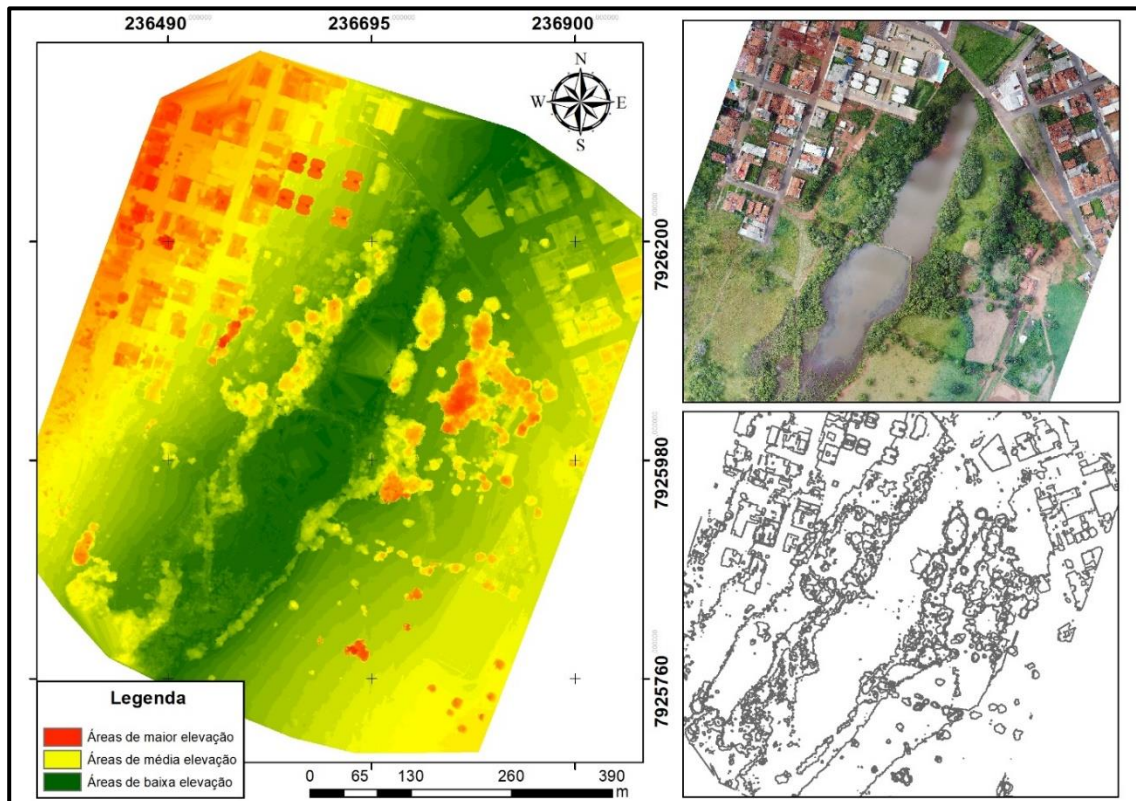 236490 236695 236900
N
W E
S
7926200
7925980
7925760
Legenda
Áreas de maior elevação
Áreas de média elevação
Áreas de baixa elevação
0 65 130 260 390
m